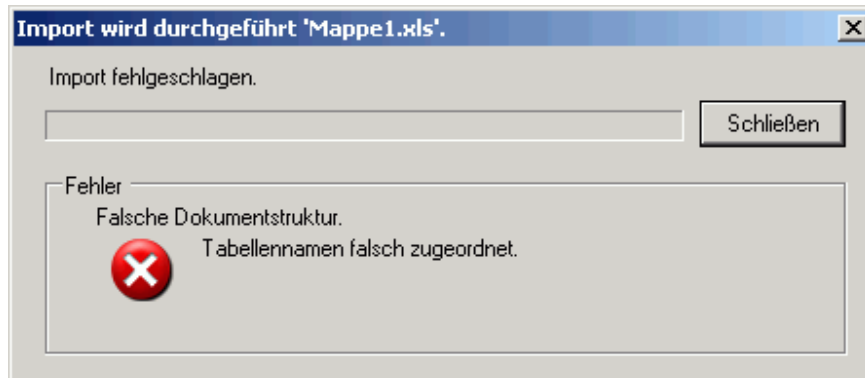 Import wird durchgeführt 'Mappe1.xls'.
Import fehlgeschlagen.
Schließen
Fehler
Falsche Dokumentstruktur.
Tabellennamen falsch zugeordnet.